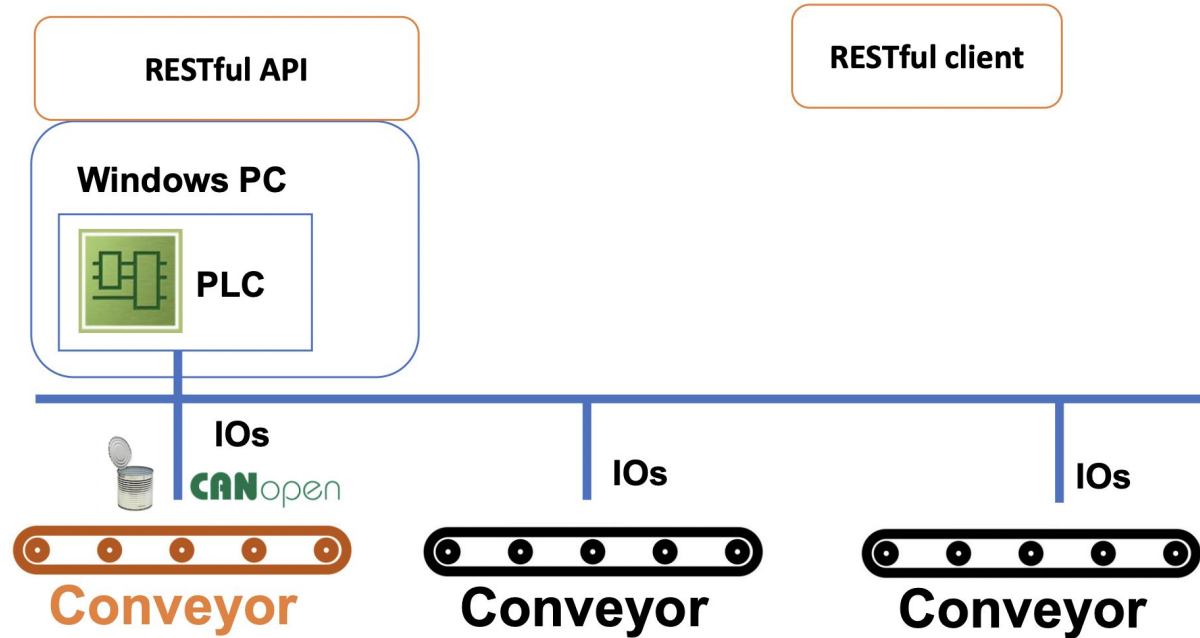 RESTful API
RESTful client
Windows PC
PLC
IOs
CANopen
IOs
IOs
Conveyor
Conveyor
Conveyor